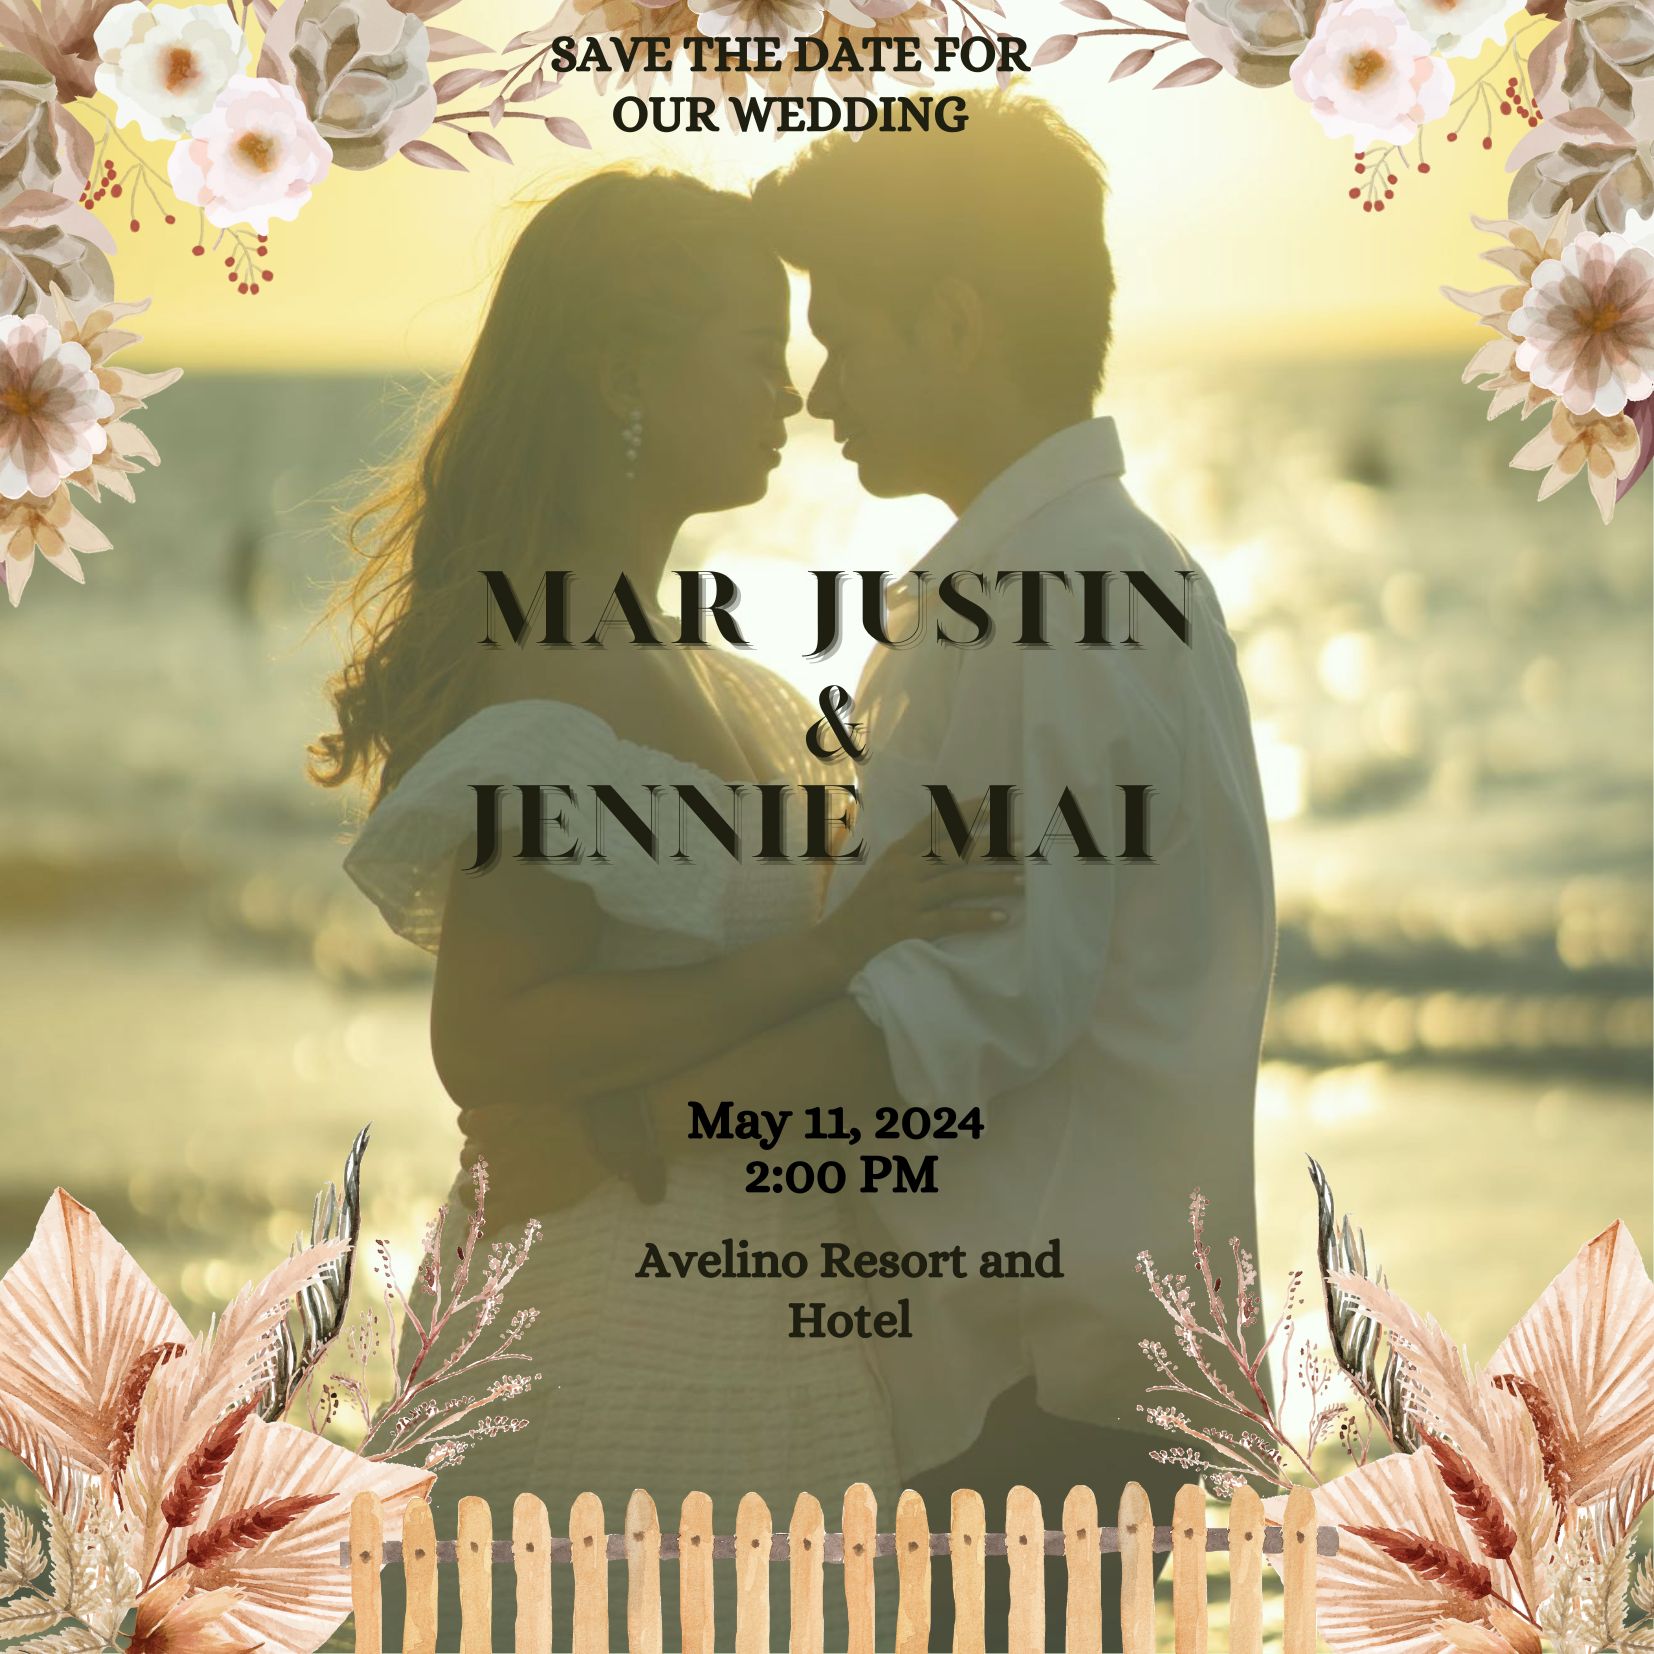 SAVE THE DATE FOR
OUR WEDDING
MAR JUSTIN
&
JENNIE MAI
May 11, 2024
2:00 PM
Avelino Resort and
Hotel